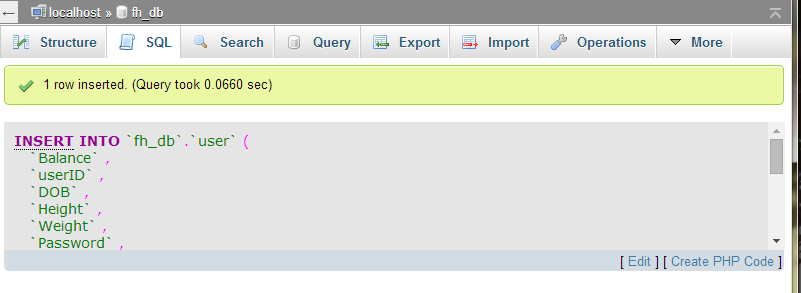 ← localhost » fh_db
Structure SQL Search Query Export Import Operations More
1 row inserted. (Query took 0.0660 sec)
INSERT INTO `fh_db`.`user` (
`Balance` ,
`userID` ,
`DOB` ,
`Height` ,
`Weight` ,
`Password` ,
[ Edit ] [ Create PHP Code ]